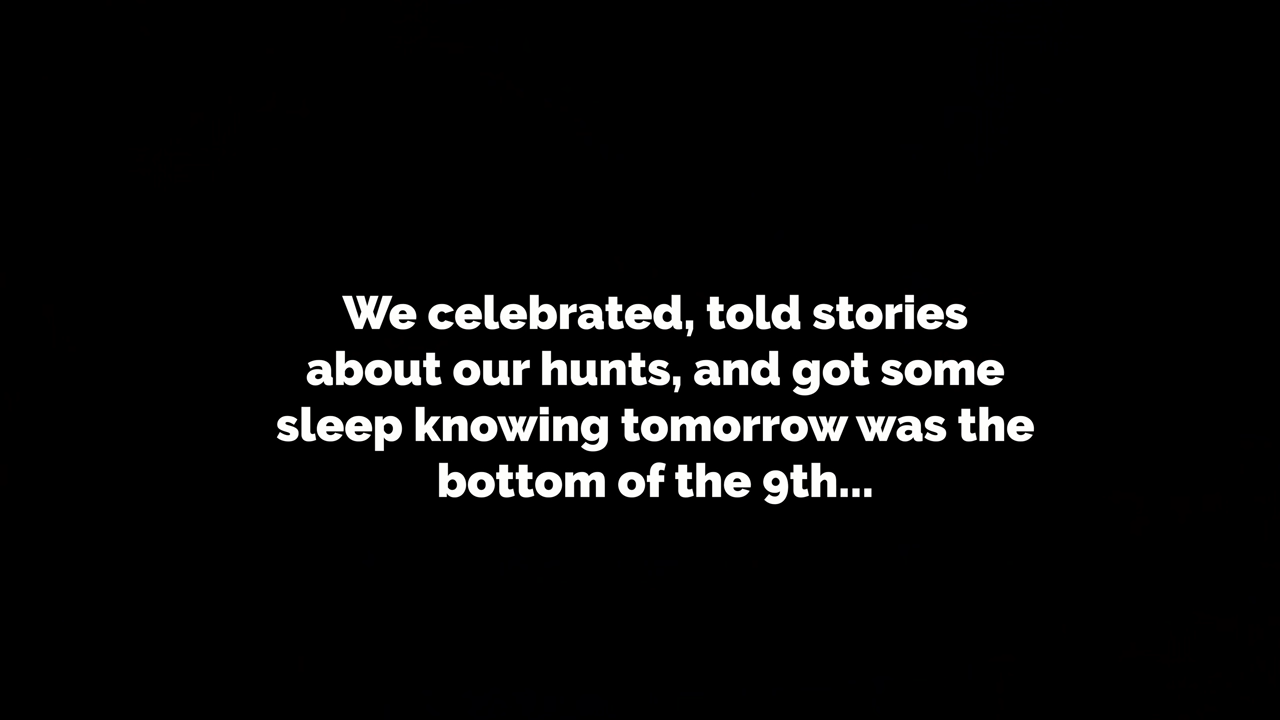 We celebrated, told stories
about our hunts, and got some
sleep knowing tomorrow was the
bottom of the 9th...